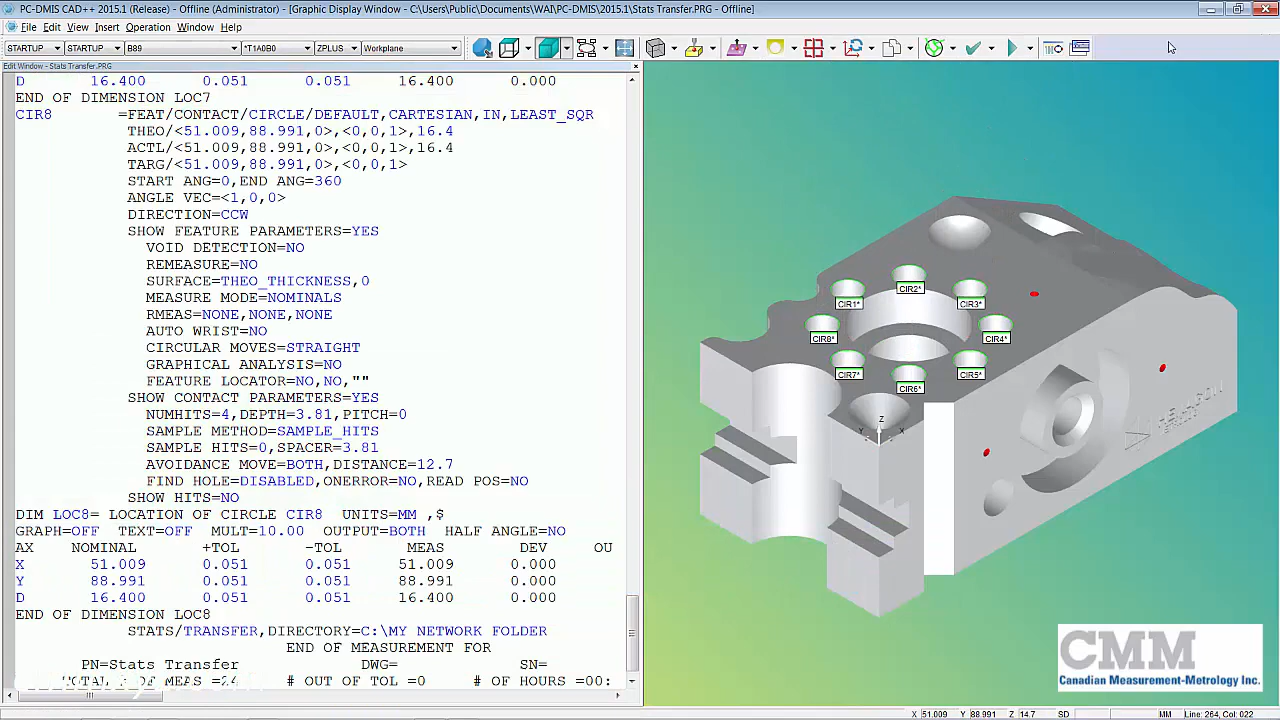 PC-DMIS CAD++ 2015.1 (Release) - Offline (Administrator) - [Graphic Display Window - C:\Users\Public\Documents\WAI\PC-DMIS\2015.1\Stats Transfer.PRG - Offline]
File Edit View Insert Operation Window Help
STARTUP STARTUP B89 *T1A0B0 ZPLUS Workplane
Edit Window - Stats Transfer.PRG
D 16.400 0.051 0.051 16.400 0.000
END OF DIMENSION LOC7
CIR8 =FEAT/CONTACT/CIRCLE/DEFAULT,CARTESIAN,IN,LEAST_SQR
THEO/<51.009,88.991,0>,<0,0,1>,16.4
ACTL/<51.009,88.991,0>,<0,0,1>,16.4
TARG/<51.009,88.991,0>,<0,0,1>
START ANG=0,END ANG=360
ANGLE VEC=<1,0,0>
DIRECTION=CCW
SHOW FEATURE PARAMETERS=YES
VOID DETECTION=NO
REMEASURE=NO
SURFACE=THEO_THICKNESS,0
MEASURE MODE=NOMINALS
RMEAS=NONE,NONE,NONE
AUTO WRIST=NO
CIRCULAR MOVES=STRAIGHT
GRAPHICAL ANALYSIS=NO
FEATURE LOCATOR=NO,NO,""
SHOW CONTACT PARAMETERS=YES
NUMHITS=4,DEPTH=3.81,PITCH=0
SAMPLE METHOD=SAMPLE_HITS
SAMPLE HITS=0,SPACER=3.81
AVOIDANCE MOVE=BOTH,DISTANCE=12.7
FIND HOLE=DISABLED,ONERROR=NO,READ POS=NO
SHOW HITS=NO
DIM LOC8= LOCATION OF CIRCLE CIR8 UNITS=MM ,$
GRAPH=OFF TEXT=OFF MULT=10.00 OUTPUT=BOTH HALF ANGLE=NO
AX NOMINAL +TOL -TOL MEAS DEV OU
X 51.009 0.051 0.051 51.009 0.000
Y 88.991 0.051 0.051 88.991 0.000
D 16.400 0.051 0.051 16.400 0.000
END OF DIMENSION LOC8
STATS/TRANSFER,DIRECTORY=C:\MY NETWORK FOLDER
END OF MEASUREMENT FOR
PN=Stats Transfer DWG= SN=
TOTAL # OF MEAS =24 # OUT OF TOL =0 # OF HOURS =00:
CIR2*
CIR1* CIR3*
CIR8* CIR4*
CIR7* CIR5*
CIR6*
Z
Y X
CMM
Canadian Measurement-Metrology Inc.
X 51.009 Y 88.991 Z 14.7 SD MM Line: 264, Col: 022